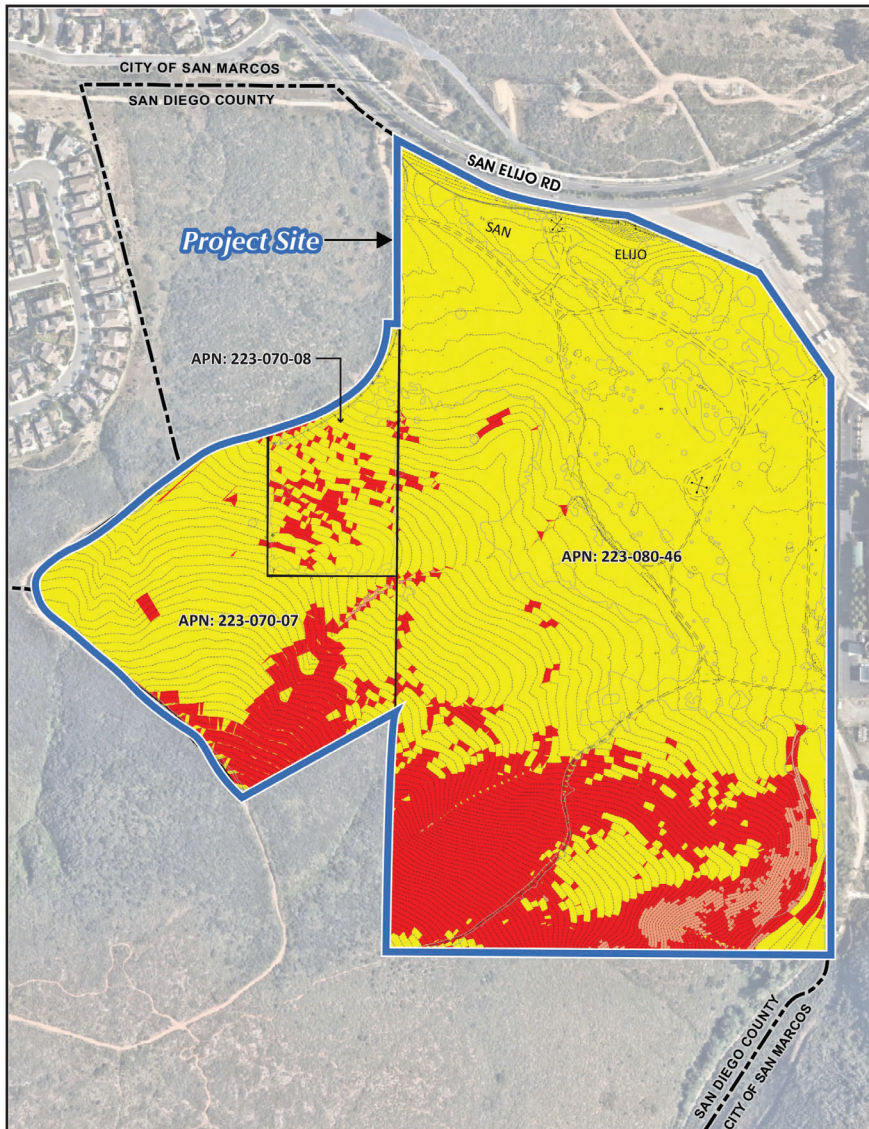 CITY OF SAN MARCOS
SAN DIEGO COUNTY
SAN ELIJO RD
Project Site
SAN
ELIJO
APN: 223-070-08
APN: 223-080-46
APN: 223-070-07
SAN DIEGO COUNTY
CITY OF SAN MARCOS